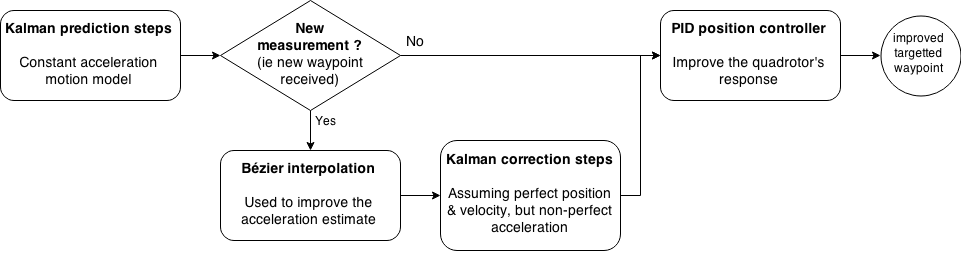 Kalman prediction steps
Constant acceleration
motion model
New
measurement ?
(ie new waypoint
received)
No
Yes
PID position controller
Improve the quadrotor's
response
improved
targetted
waypoint
Bézier interpolation
Used to improve the
acceleration estimate
Kalman correction steps
Assuming perfect position
& velocity, but non-perfect
acceleration